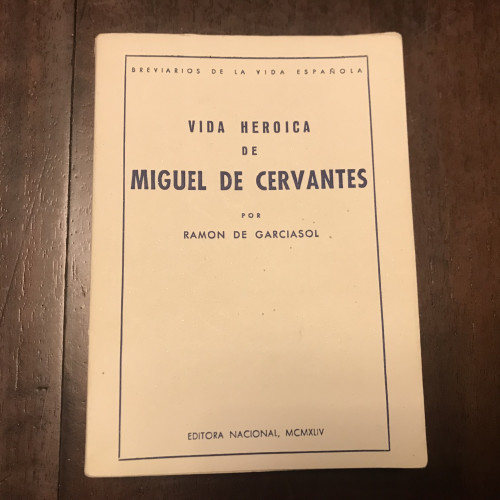 BREVIARIOS DE LA VIDA ESPAÑOLA
VIDA HEROICA
DE
MIGUEL DE CERVANTES
POR
RAMON DE GARCIASOL
EDITORA NACIONAL, MCMXLIV